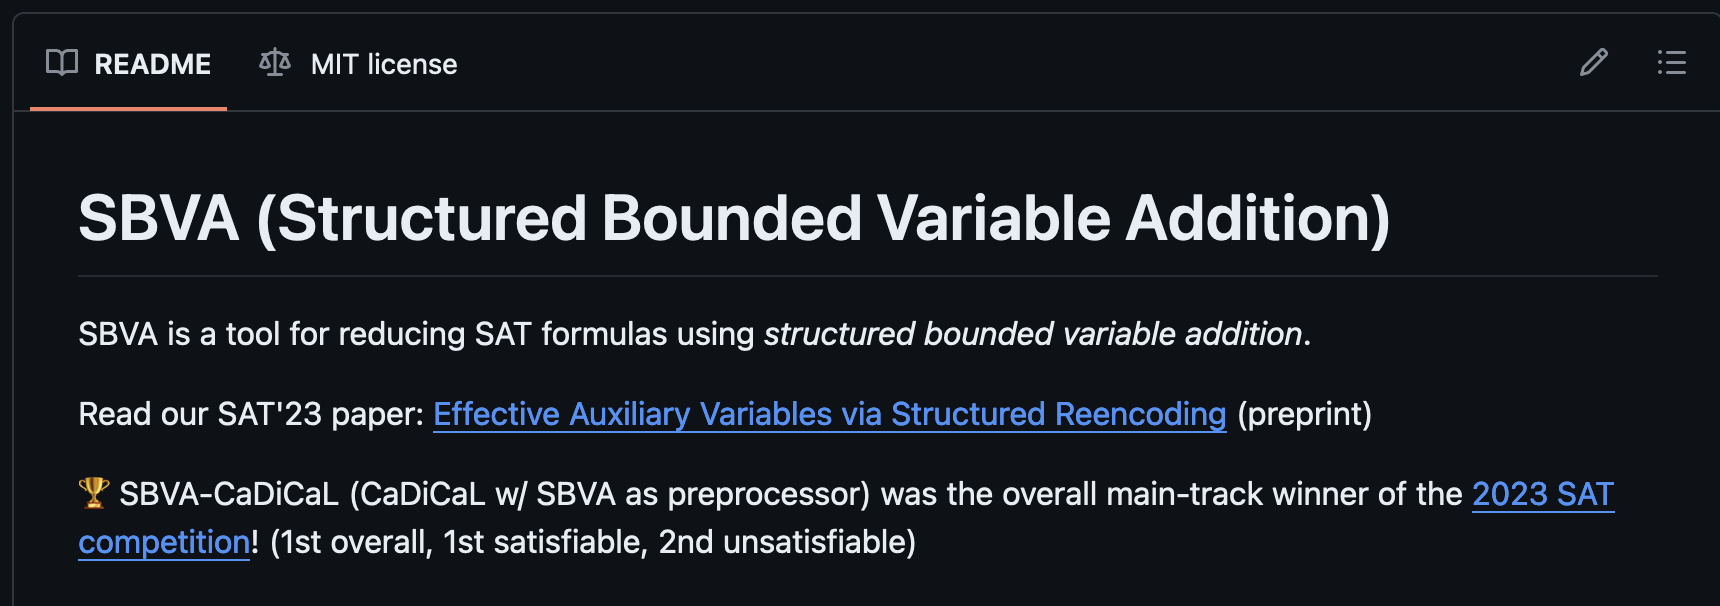 README MIT license
SBVA (Structured Bounded Variable Addition)
SBVA is a tool for reducing SAT formulas using structured bounded variable addition.
Read our SAT'23 paper: Effective Auxiliary Variables via Structured Reencoding (preprint)
🏆 SBVA-CaDiCaL (CaDiCaL w/ SBVA as preprocessor) was the overall main-track winner of the 2023 SAT
competition! (1st overall, 1st satisfiable, 2nd unsatisfiable)